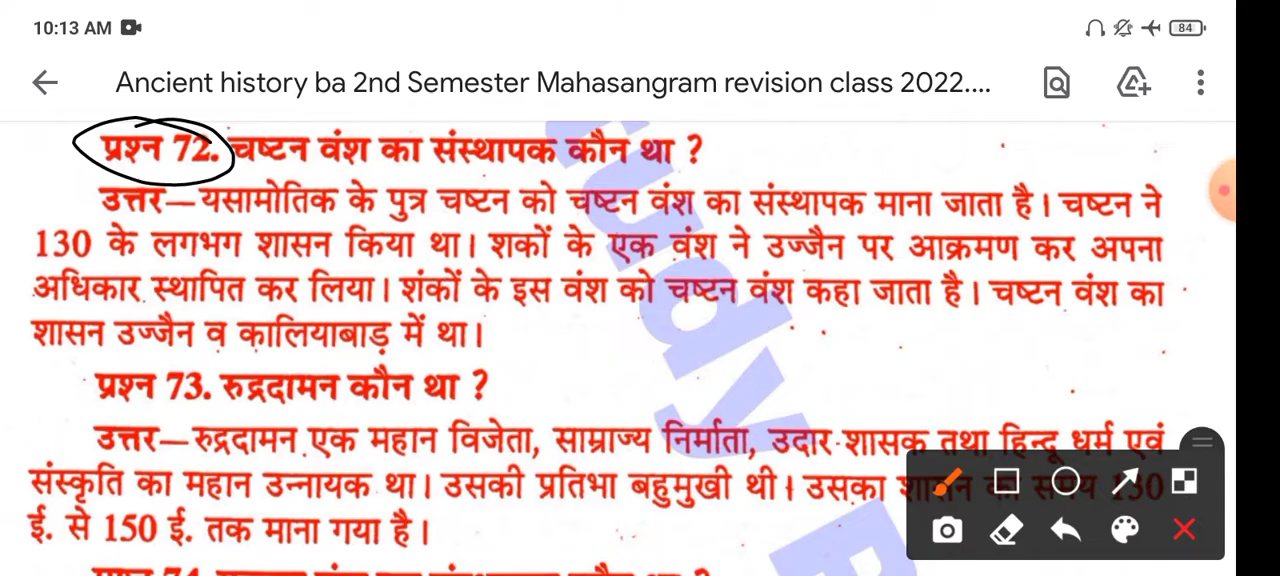 10:13 AM
84
Ancient history ba 2nd Semester Mahasangram revision class 2022....
प्रश्न 72. चष्टन वंश का संस्थापक कौन था ?
उत्तर—यसामोतिक के पुत्र चष्टन को चष्टन वंश का संस्थापक माना जाता है। चष्टन ने
130 के लगभग शासन किया था। शकों के एक वंश ने उज्जैन पर आक्रमण कर अपना
अधिकार स्थापित कर लिया। शंकों के इस वंश को चष्टन वंश कहा जाता है। चष्टन वंश का
शासन उज्जैन व कालियाबाड़ में था।
प्रश्न 73. रुद्रदामन कौन था ?
उत्तर—रुद्रदामन एक महान विजेता, साम्राज्य निर्माता, उदार शासक तथा हिन्दू धर्म एवं
संस्कृति का महान उन्नायक था। उसकी प्रतिभा बहुमुखी थी। उसका शासन का समय 130
ई. से 150 ई. तक माना गया है।